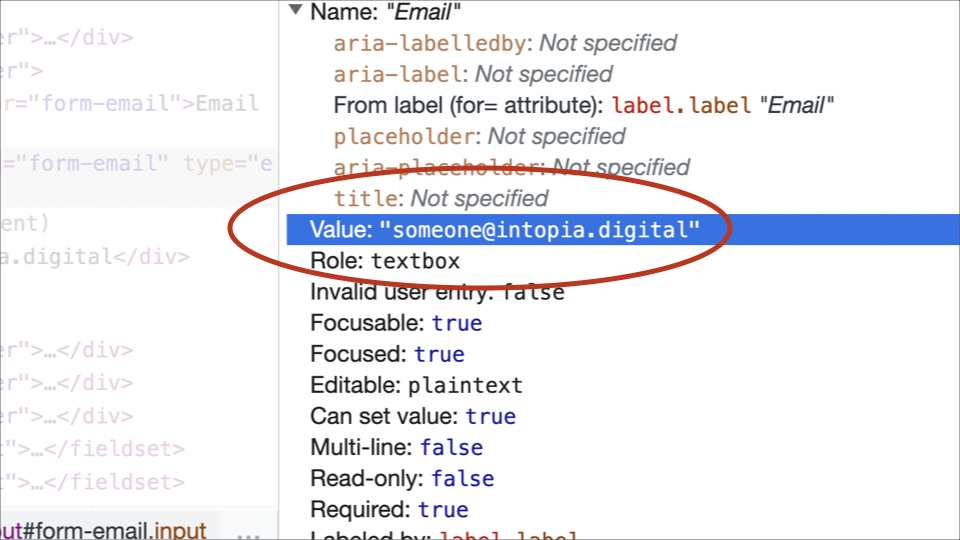 er">…</div>
er">
r="form-email">Email
="form-email" type="e
ent)
a.digital</div>
er">…</div>
er">…</div>
er">…</div>
t">…</fieldset>
t">…</fieldset>
put#form-email.input ...
▼ Name: "Email"
aria-labelledby: Not specified
aria-label: Not specified
From label (for= attribute): label.label "Email"
placeholder: Not specified
aria-placeholder: Not specified
title: Not specified
Value: "someone@intopia.digital"
Role: textbox
Invalid user entry: false
Focusable: true
Focused: true
Editable: plaintext
Can set value: true
Multi-line: false
Read-only: false
Required: true
Labeled by: label.label